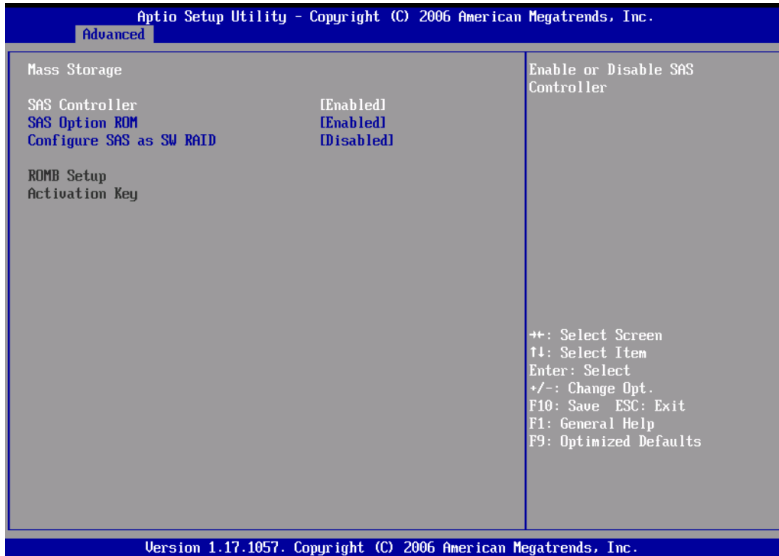 Aptio Setup Utility - Copyright (C) 2006 American Megatrends, Inc.
Advanced
Mass Storage
SAS Controller [Enabled]
SAS Option ROM [Enabled]
Configure SAS as SW RAID [Disabled]
ROMB Setup
Activation Key
Enable or Disable SAS
Controller
→←: Select Screen
↑↓: Select Item
Enter: Select
+/-: Change Opt.
F10: Save ESC: Exit
F1: General Help
F9: Optimized Defaults
Version 1.17.1057. Copyright (C) 2006 American Megatrends, Inc.